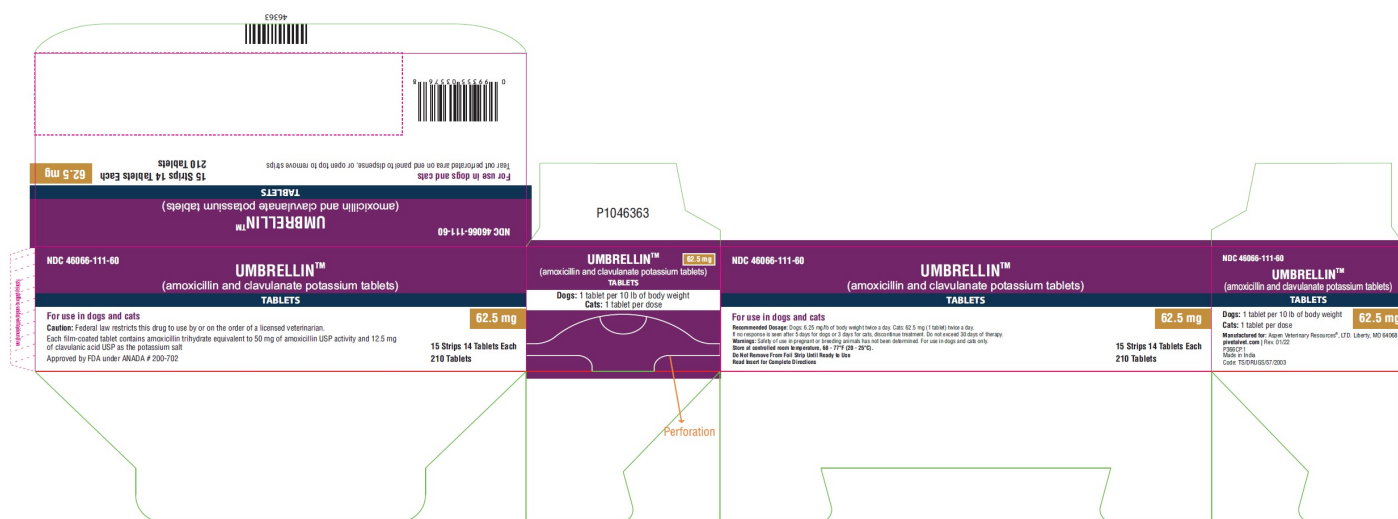 46363
0 99355 03576 8
Tear out perforated area on end panel to dispense, or open top to remove strips
For use in dogs and cats
15 Strips 14 Tablets Each
210 Tablets
62.5 mg
TABLETS
(amoxicillin and clavulanate potassium tablets)
UMBRELLIN™
NDC 46066-111-60
NDC 46066-111-60
UMBRELLIN™
(amoxicillin and clavulanate potassium tablets)
TABLETS
For use in dogs and cats
62.5 mg
Caution: Federal law restricts this drug to use by or on the order of a licensed veterinarian.
Each film-coated tablet contains amoxicillin trihydrate equivalent to 50 mg of amoxicillin USP activity and 12.5 mg
of clavulanic acid USP as the potassium salt
Approved by FDA under ANADA # 200-702
15 Strips 14 Tablets Each
210 Tablets
P1046363
UMBRELLIN™
62.5 mg
(amoxicillin and clavulanate potassium tablets)
TABLETS
Dogs: 1 tablet per 10 lb of body weight
Cats: 1 tablet per dose
Perforation
NDC 46066-111-60
UMBRELLIN™
(amoxicillin and clavulanate potassium tablets)
TABLETS
For use in dogs and cats
62.5 mg
Recommended Dosage: Dogs: 6.25 mg/lb of body weight twice a day. Cats: 62.5 mg (1 tablet) twice a day.
If no response is seen after 5 days for dogs or 3 days for cats, discontinue treatment. Do not exceed 30 days of therapy.
Warnings: Safety of use in pregnant or breeding animals has not been determined. For use in dogs and cats only.
Store at controlled room temperature, 68 - 77°F (20 - 25°C).
Do Not Remove From Foil Strip Until Ready to Use
Read Insert for Complete Directions
15 Strips 14 Tablets Each
210 Tablets
NDC 46066-111-60
UMBRELLIN™
(amoxicillin and clavulanate potassium tablets)
TABLETS
Dogs: 1 tablet per 10 lb of body weight
Cats: 1 tablet per dose
62.5 mg
Manufactured for: Aspen Veterinary Resources®, LTD. Liberty, MO 64068
pivetalvet.com | Rev. 01/22
P366CP.1
Made in India
Code: TS/DRUGS/57/2003